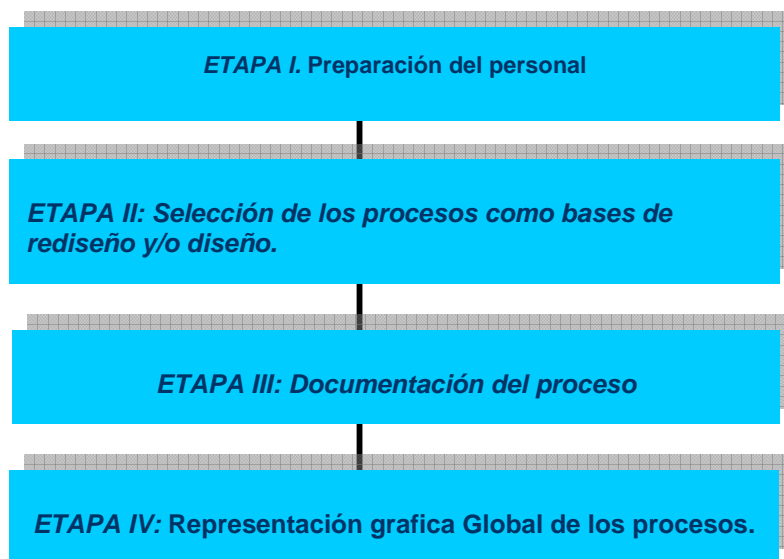 ETAPA I. Preparación del personal
ETAPA II: Selección de los procesos como bases de
rediseño y/o diseño.
ETAPA III: Documentación del proceso
ETAPA IV: Representación grafica Global de los procesos.